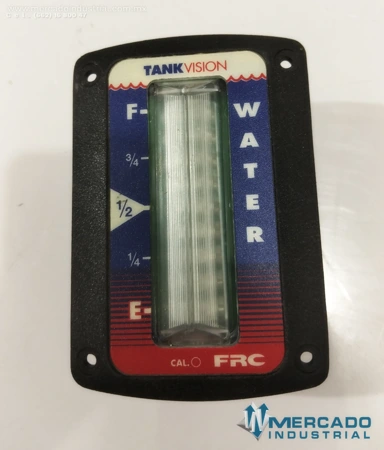 TANKVISION
F
3/4
1/2
1/4
E
WATER
CAL. FRC
MERCADO
INDUSTRIAL